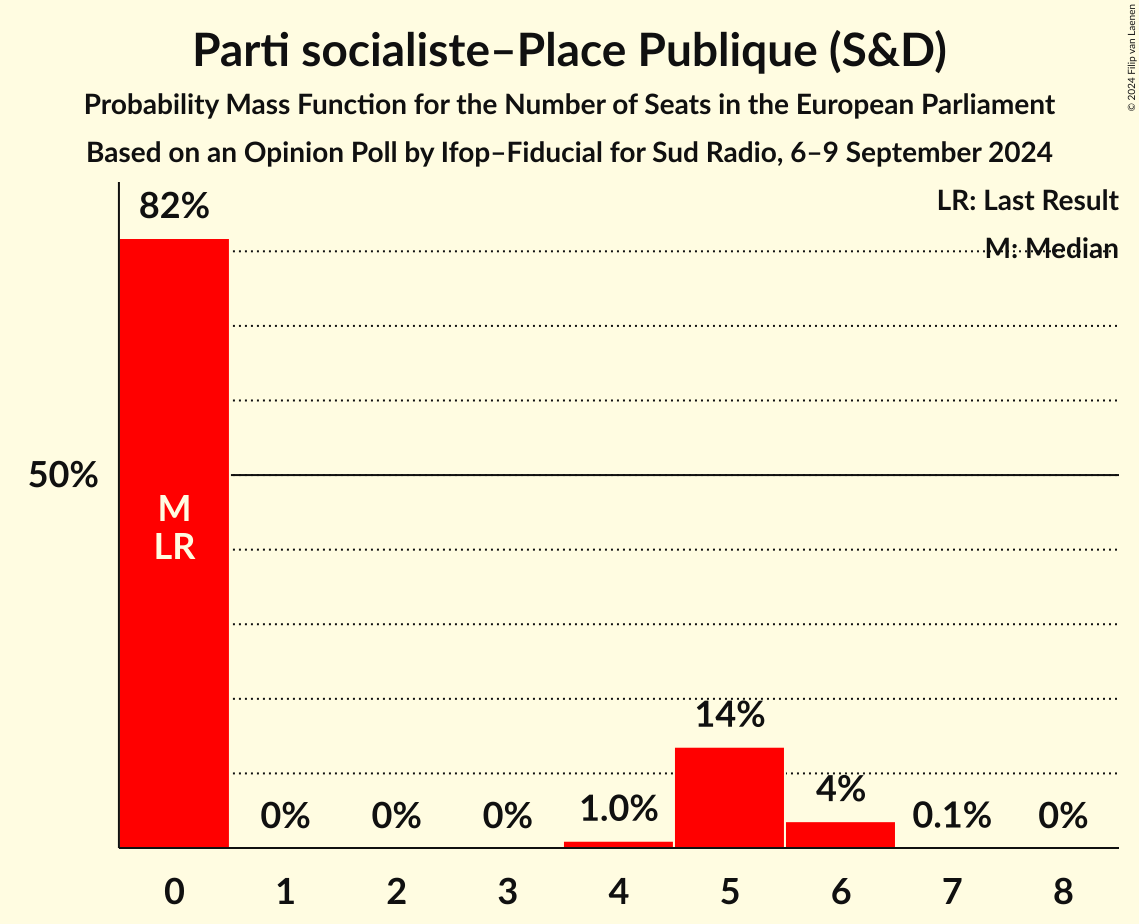 Parti socialiste–Place Publique (S&D)
Probability Mass Function for the Number of Seats in the European Parliament
Based on an Opinion Poll by Ifop–Fiducial for Sud Radio, 6–9 September 2024
© 2024 Filip van Laenen
LR: Last Result
M: Median
82%
50%
M
LR
0% 0% 0% 1.0% 14% 4% 0.1% 0%
0 1 2 3 4 5 6 7 8